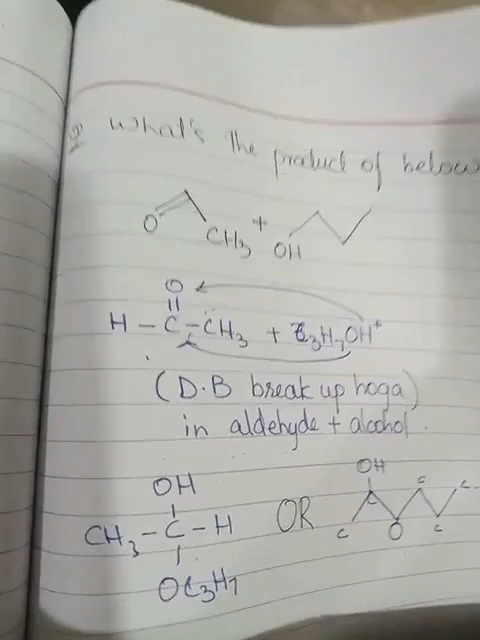 Q What's the product of below
O CH3 + OH
O
H - C - CH3 + C3H7OH+
(D.B break up hoga)
in aldehyde + alcohol.
OH OH
CH3 - C - H OR C O C C C
OC3H7